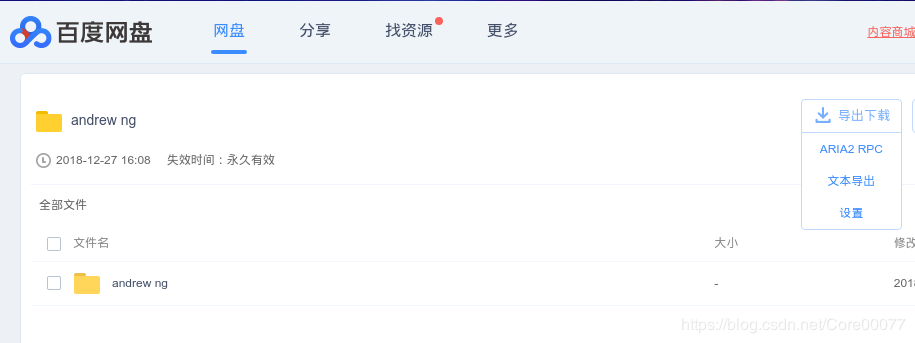 百度网盘 网盘 分享 找资源 更多 内容商城
andrew ng 导出下载
2018-12-27 16:08 失效时间：永久有效 ARIA2 RPC
文本导出
全部文件 设置
文件名 大小 修改
andrew ng - 2018
https://blog.csdn.net/Core00077